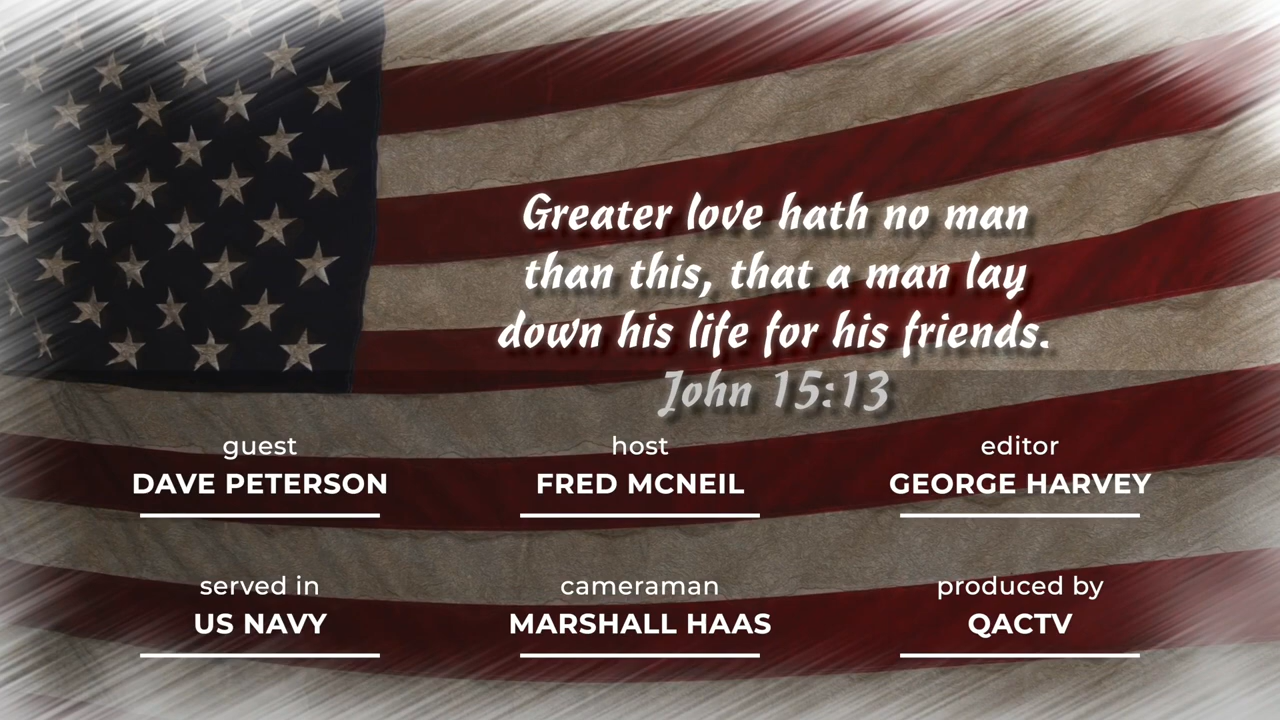 Greater love hath no man
than this, that a man lay
down his life for his friends.
John 15:13
guest
DAVE PETERSON
host
FRED MCNEIL
editor
GEORGE HARVEY
served in
US NAVY
cameraman
MARSHALL HAAS
produced by
QACTV